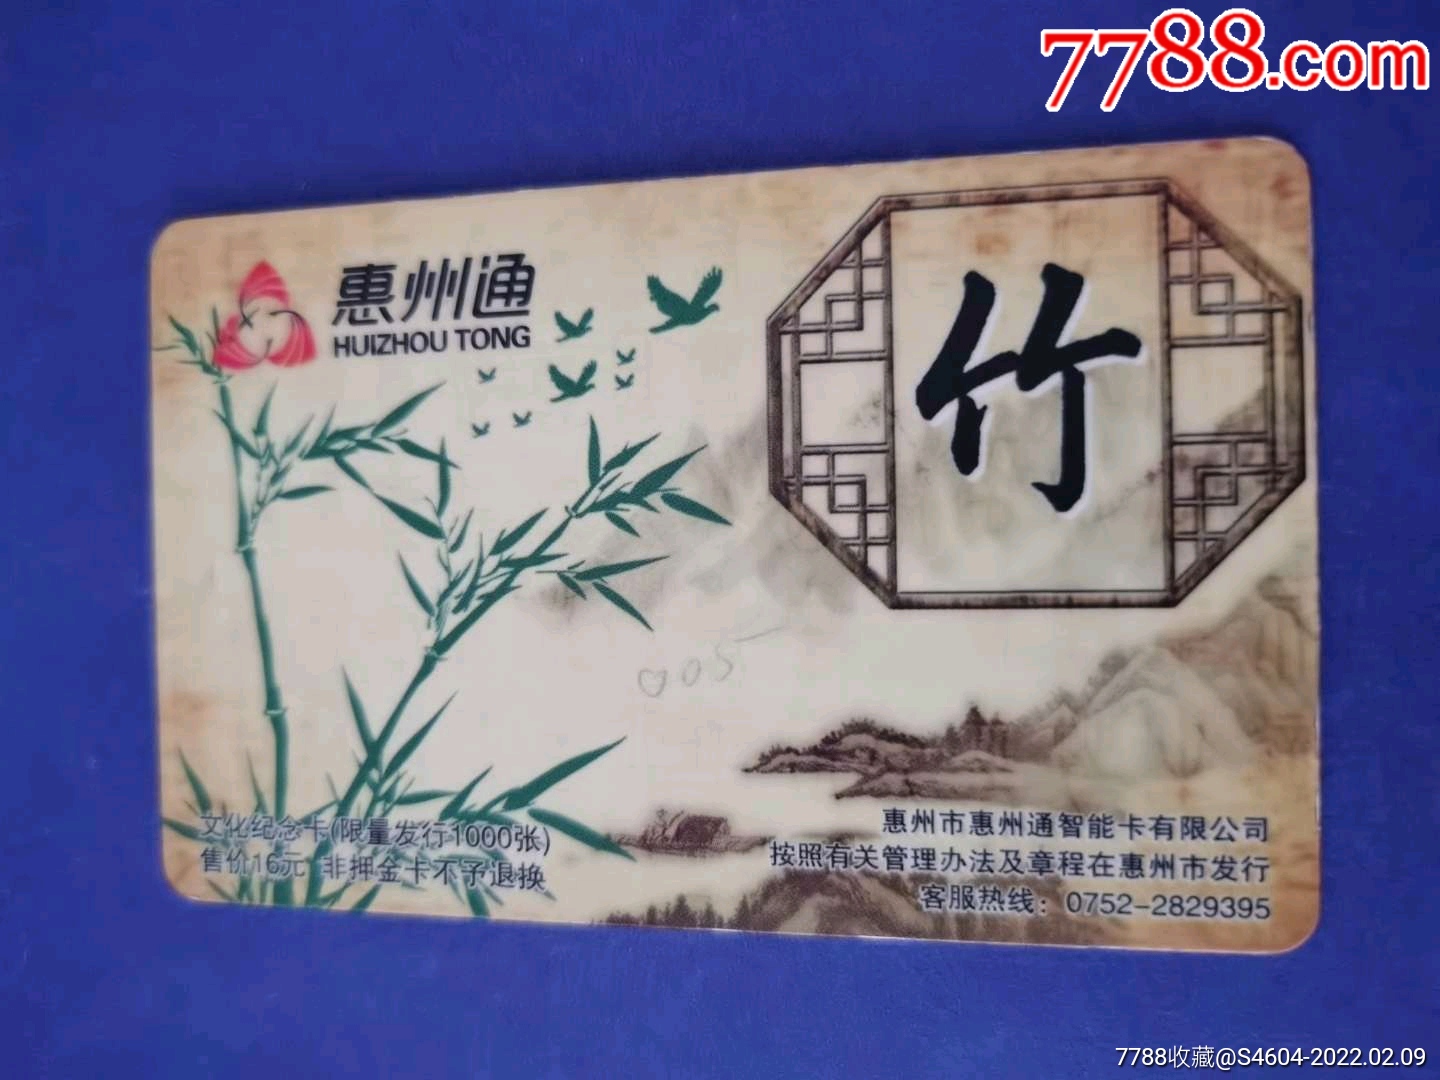 7788.com
惠州通
HUIZHOU TONG
竹
005
文化纪念卡(限量发行1000张)
售价16元 非押金卡不予退换
惠州市惠州通智能卡有限公司
按照有关管理办法及章程在惠州市发行
客服热线：0752-2829395
7788收藏@S4604-2022.02.09